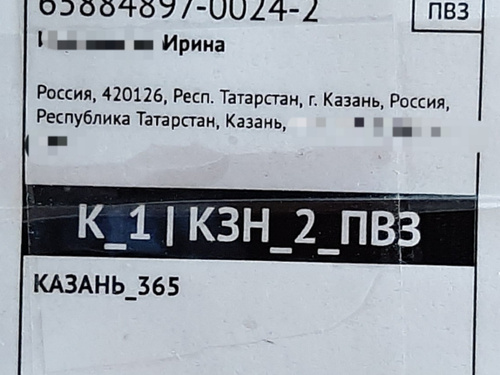 65884897-0024-2
ПВЗ
Ирина
Россия, 420126, Респ. Татарстан, г. Казань, Россия,
Республика Татарстан, Казань,
К_1 | КЗН_2_ПВЗ
КАЗАНЬ_365